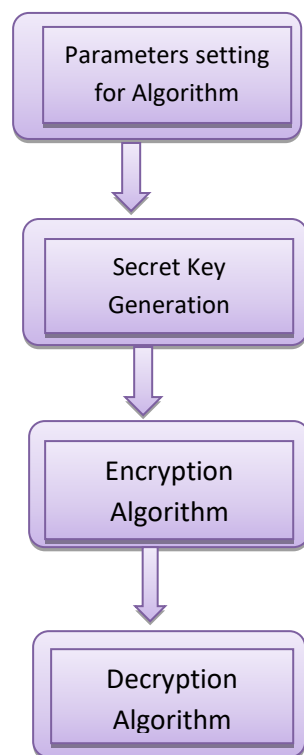 Parameters setting
for Algorithm
Secret Key
Generation
Encryption
Algorithm
Decryption
Algorithm